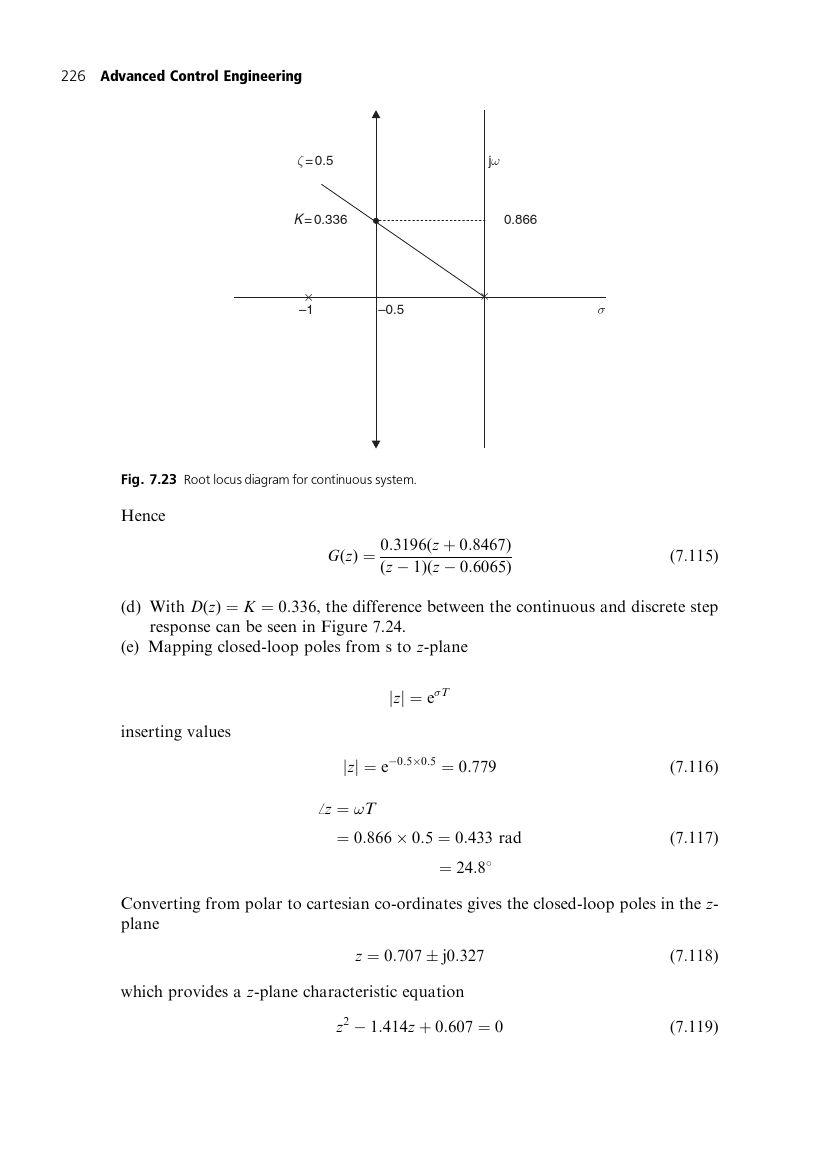 226 Advanced Control Engineering
ζ=0.5
jω
K=0.336
0.866
–1
–0.5
σ
Fig. 7.23 Root locus diagram for continuous system.
Hence
G(z) = 0.3196(z + 0.8467) / (z − 1)(z − 0.6065) (7.115)
(d) With D(z) = K = 0.336, the difference between the continuous and discrete step
response can be seen in Figure 7.24.
(e) Mapping closed-loop poles from s to z-plane
|z| = e^σT
inserting values
|z| = e^−0.5×0.5 = 0.779 (7.116)
∠z = ωT
= 0.866 × 0.5 = 0.433 rad (7.117)
= 24.8°
Converting from polar to cartesian co-ordinates gives the closed-loop poles in the z-
plane
z = 0.707 ± j0.327 (7.118)
which provides a z-plane characteristic equation
z² − 1.414z + 0.607 = 0 (7.119)